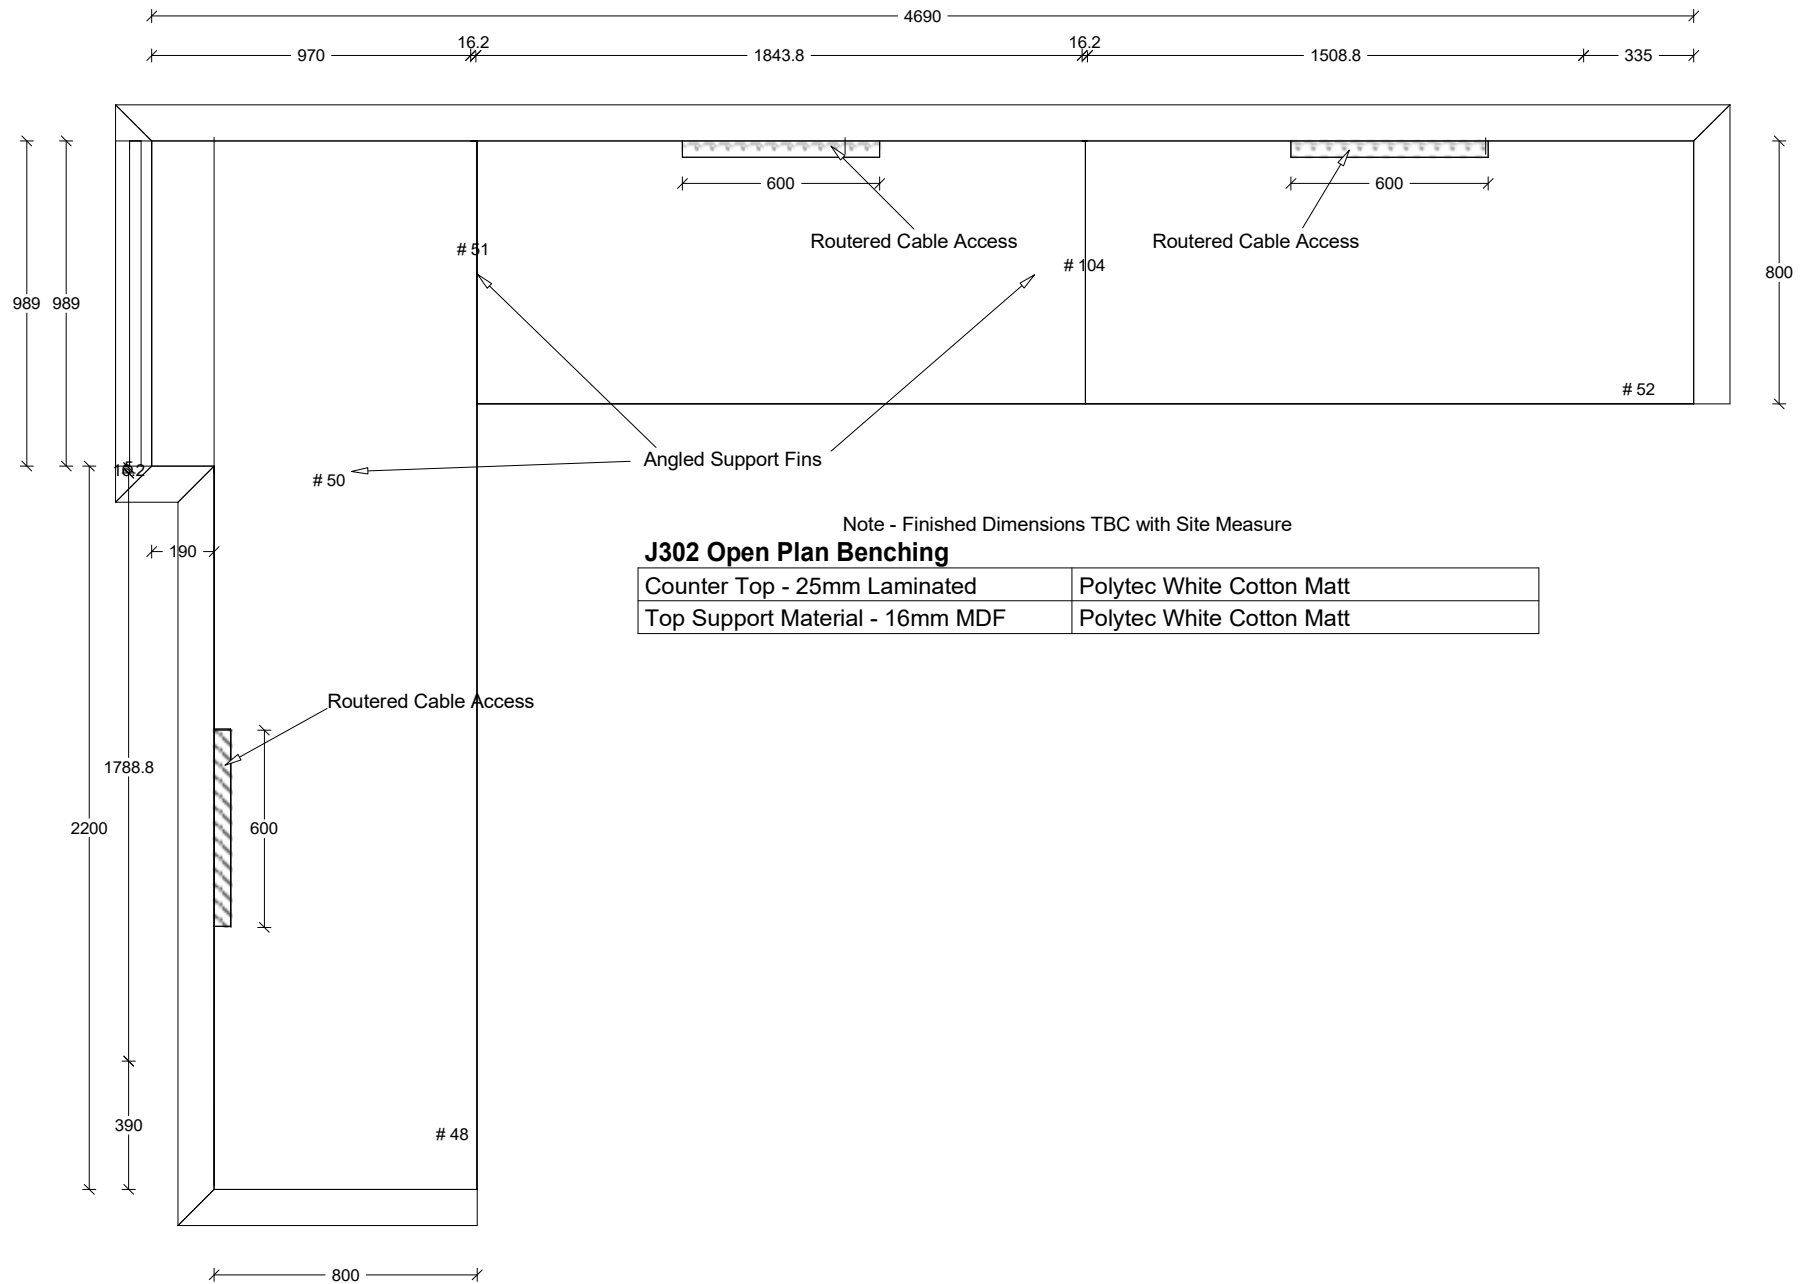 4690
16.2 16.2
970 1843.8 1508.8 335
600 600
Routered Cable Access Routered Cable Access
# 51
# 104
800
989 989
# 52
Angled Support Fins
# 50
Note - Finished Dimensions TBC with Site Measure
190
J302 Open Plan Benching
Counter Top - 25mm Laminated Polytec White Cotton Matt
Top Support Material - 16mm MDF Polytec White Cotton Matt
Routered Cable Access
1788.8
2200 600
390
# 48
800